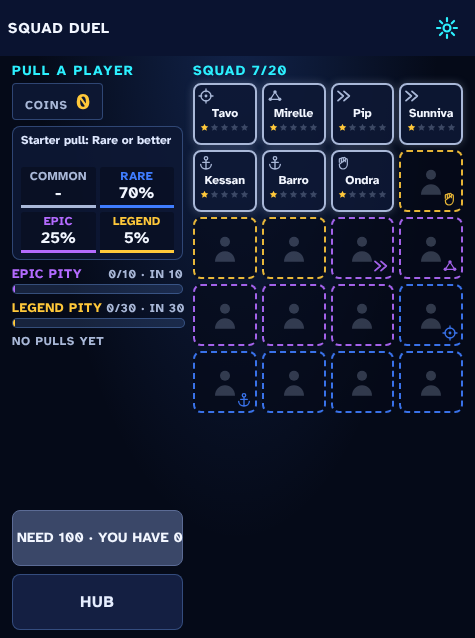 SQUAD DUEL
PULL A PLAYER
COINS 0
Starter pull: Rare or better
COMMON
-
RARE
70%
EPIC
25%
LEGEND
5%
EPIC PITY 0/10 · IN 10
LEGEND PITY 0/30 · IN 30
NO PULLS YET
NEED 100 · YOU HAVE 0
HUB
SQUAD 7/20
Tavo
Mirelle
Pip
Sunniva
Kessan
Barro
Ondra